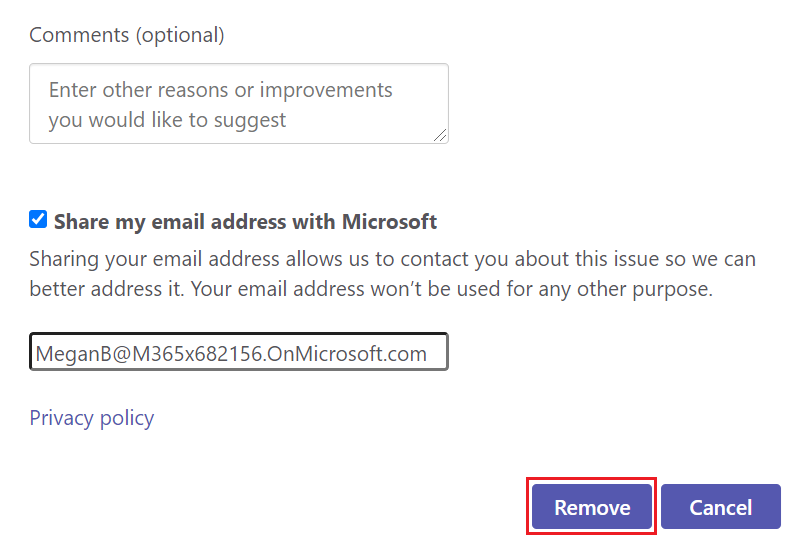 Comments (optional)
Enter other reasons or improvements
you would like to suggest
Share my email address with Microsoft
Sharing your email address allows us to contact you about this issue so we can
better address it. Your email address won’t be used for any other purpose.
MeganB@M365x682156.OnMicrosoft.com
Privacy policy
Remove Cancel